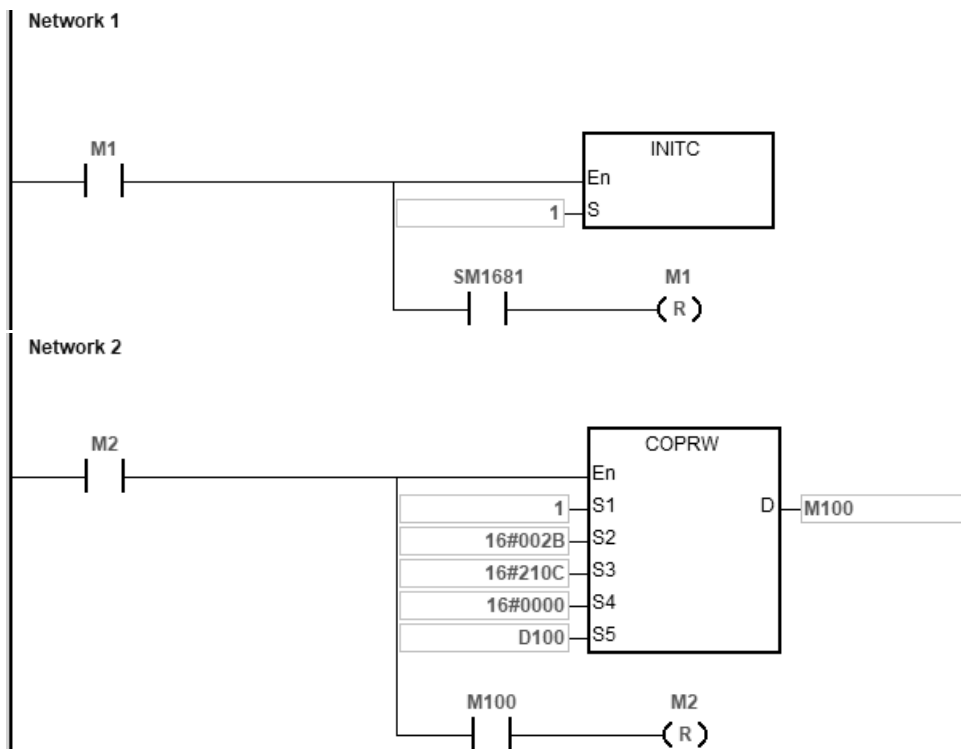 Network 1
M1
INITC
En
1 S
SM1681 M1
R
Network 2
M2
COPRW
En
1 S1 D M100
16#002B S2
16#210C S3
16#0000 S4
D100 S5
M100 M2
R